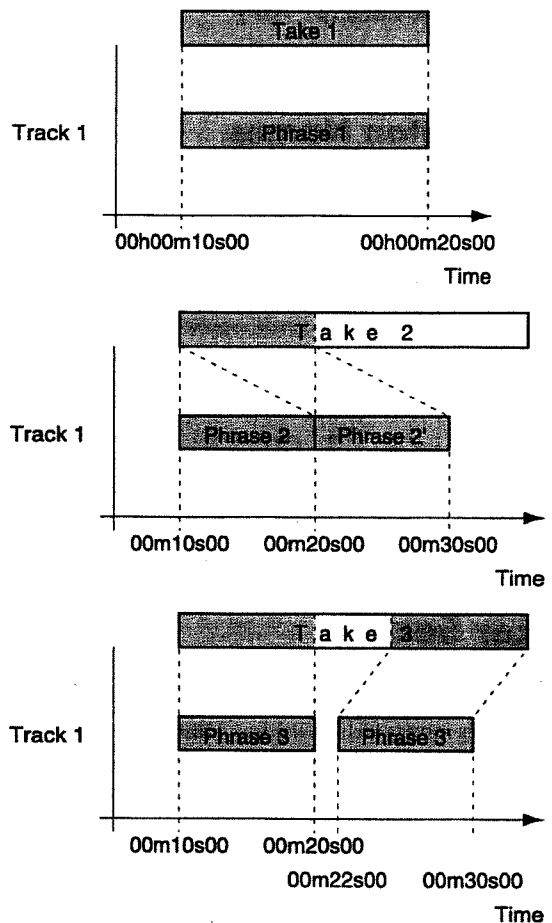 Take 1
Track 1
Phrase 1
00h00m10s00 00h00m20s00
Time
Take 2
Track 1
Phrase 2 Phrase 2'
00m10s00 00m20s00 00m30s00
Time
Take 3
Track 1
Phrase 3 Phrase 3'
00m10s00 00m20s00
00m22s00 00m30s00
Time